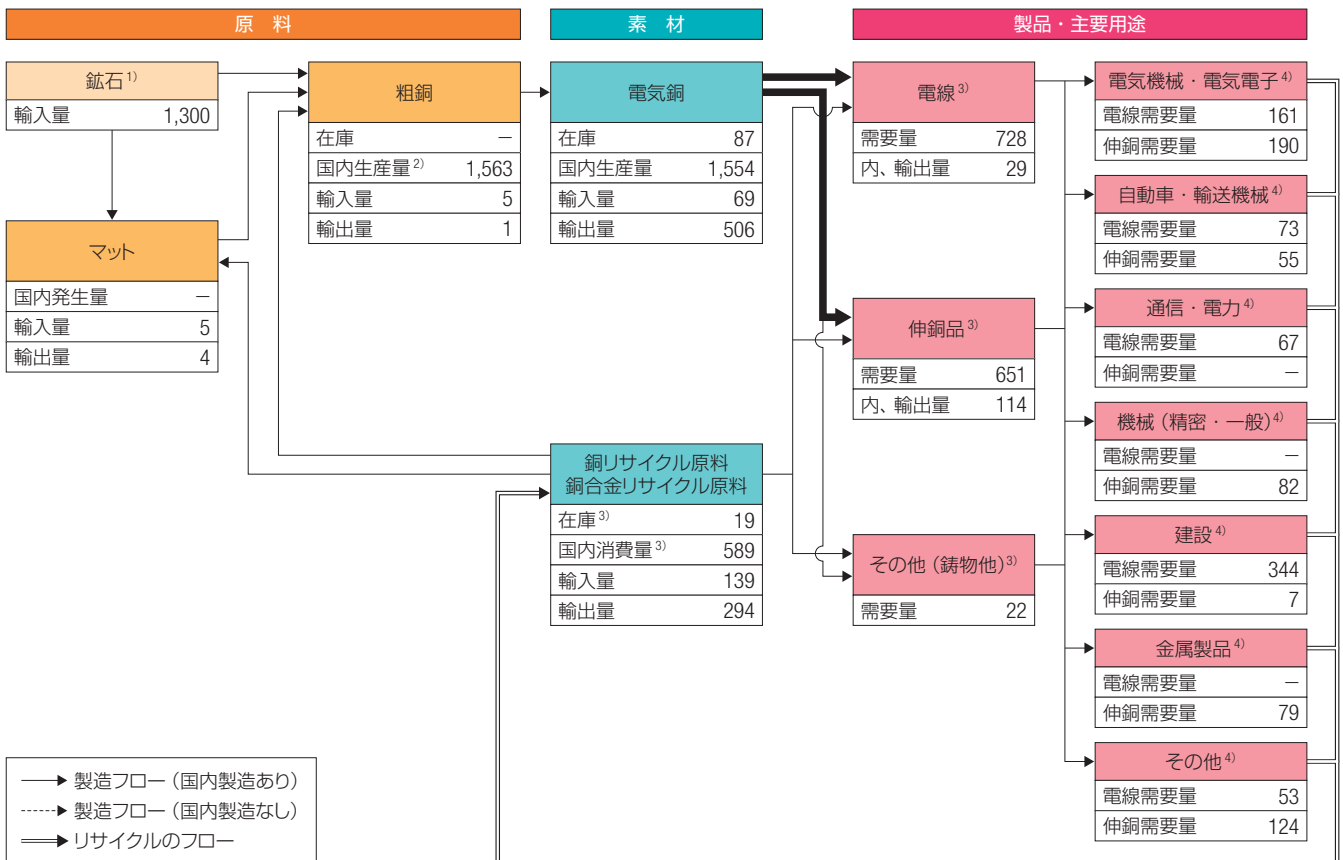 原　料
素　材
製品・主要用途
鉱石 1)
輸入量 1,300
マット
国内発生量 －
輸入量 5
輸出量 4
粗銅
在庫 －
国内生産量 2) 1,563
輸入量 5
輸出量 1
電気銅
在庫 87
国内生産量 1,554
輸入量 69
輸出量 506
銅リサイクル原料
銅合金リサイクル原料
在庫 3) 19
国内消費量 3) 589
輸入量 139
輸出量 294
電線 3)
需要量 728
内、輸出量 29
伸銅品 3)
需要量 651
内、輸出量 114
その他（鋳物他）3)
需要量 22
電気機械・電気電子 4)
電線需要量 161
伸銅需要量 190
自動車・輸送機械 4)
電線需要量 73
伸銅需要量 55
通信・電力 4)
電線需要量 67
伸銅需要量 －
機械（精密・一般）4)
電線需要量 －
伸銅需要量 82
建設 4)
電線需要量 344
伸銅需要量 7
金属製品 4)
電線需要量 －
伸銅需要量 79
その他 4)
電線需要量 53
伸銅需要量 124
製造フロー（国内製造あり）
製造フロー（国内製造なし）
リサイクルのフロー